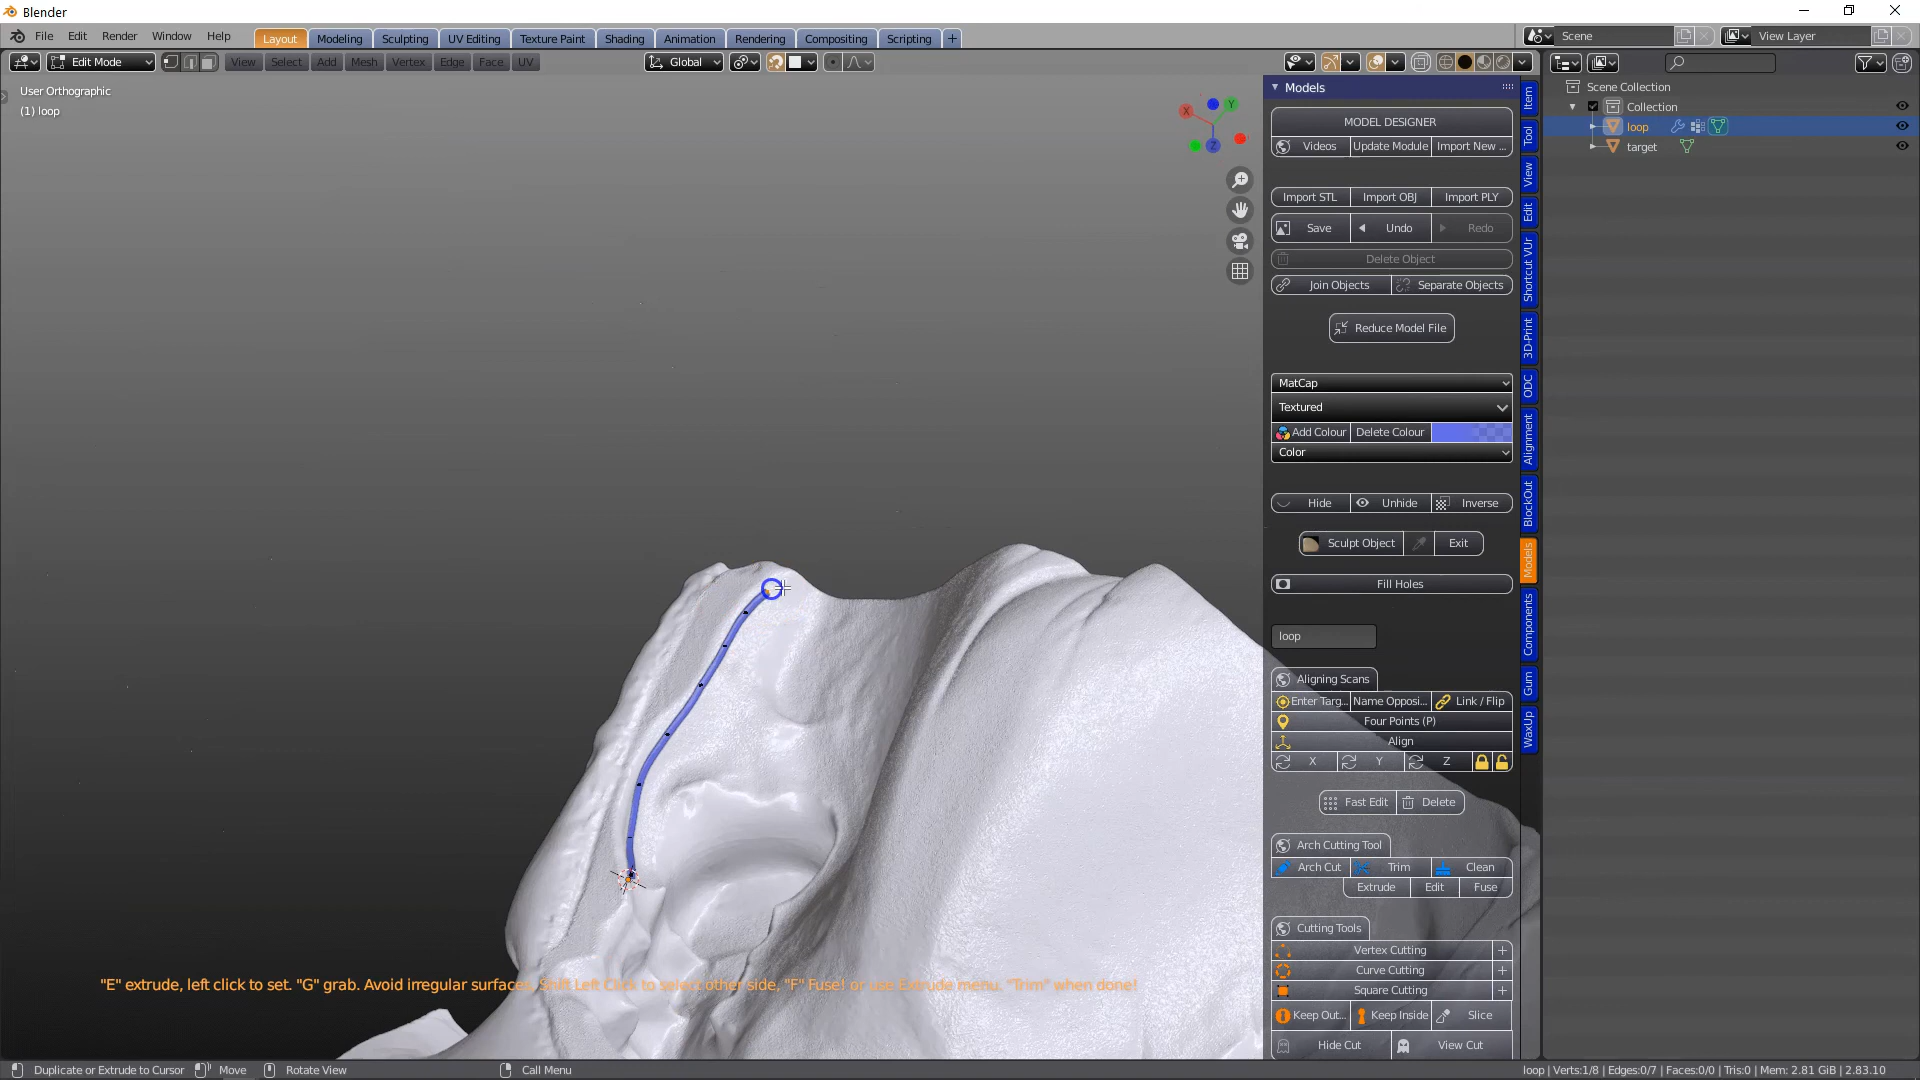 Blender
File Edit Render Window Help Layout Modeling Sculpting UV Editing Texture Paint Shading Animation Rendering Compositing Scripting + Scene View Layer
Edit Mode View Select Add Mesh Vertex Edge Face UV Global
User Orthographic
(1) loop
X Y Z
Models
MODEL DESIGNER
Videos Update Module Import New ...
Import STL Import OBJ Import PLY
Save Undo Redo
Delete Object
Join Objects Separate Objects
Reduce Model File
MatCap
Textured
Add Colour Delete Colour
Color
Hide Unhide Inverse
Sculpt Object Exit
Fill Holes
loop
Aligning Scans
Enter Targ... Name Opposi... Link / Flip
Four Points (P)
Align
X Y Z
Fast Edit Delete
Arch Cutting Tool
Arch Cut Trim Clean
Extrude Edit Fuse
Cutting Tools
Vertex Cutting +
Curve Cutting +
Square Cutting +
Keep Out... Keep Inside Slice
Hide Cut View Cut
Item
Tool
View
Edit
Shortcut VUr
3D-Print
ODC
Alignment
BlockOut
Models
Components
Gum
WaxUp
Scene Collection
Collection
loop
target
"E" extrude, left click to set. "G" grab. Avoid irregular surfaces. Shift Left Click to select other side, "F" Fuse! or use Extrude menu. "Trim" when done!
Duplicate or Extrude to Cursor Move Rotate View Call Menu loop | Verts:1/8 | Edges:0/7 | Faces:0/0 | Tris:0 | Mem: 2.81 GiB | 2.83.10